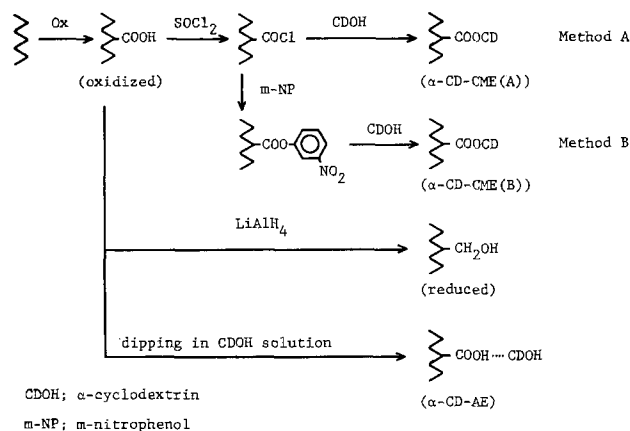 Ox SOCl2 CDOH
COOH COCl COOCD Method A
(oxidized) (α-CD-CME(A))
m-NP
COO CDOH COOCD Method B
NO2
(α-CD-CME(B))
LiAlH4
CH2OH
(reduced)
dipping in CDOH solution
COOH····CDOH
CDOH; α-cyclodextrin
(α-CD-AE)
m-NP; m-nitrophenol